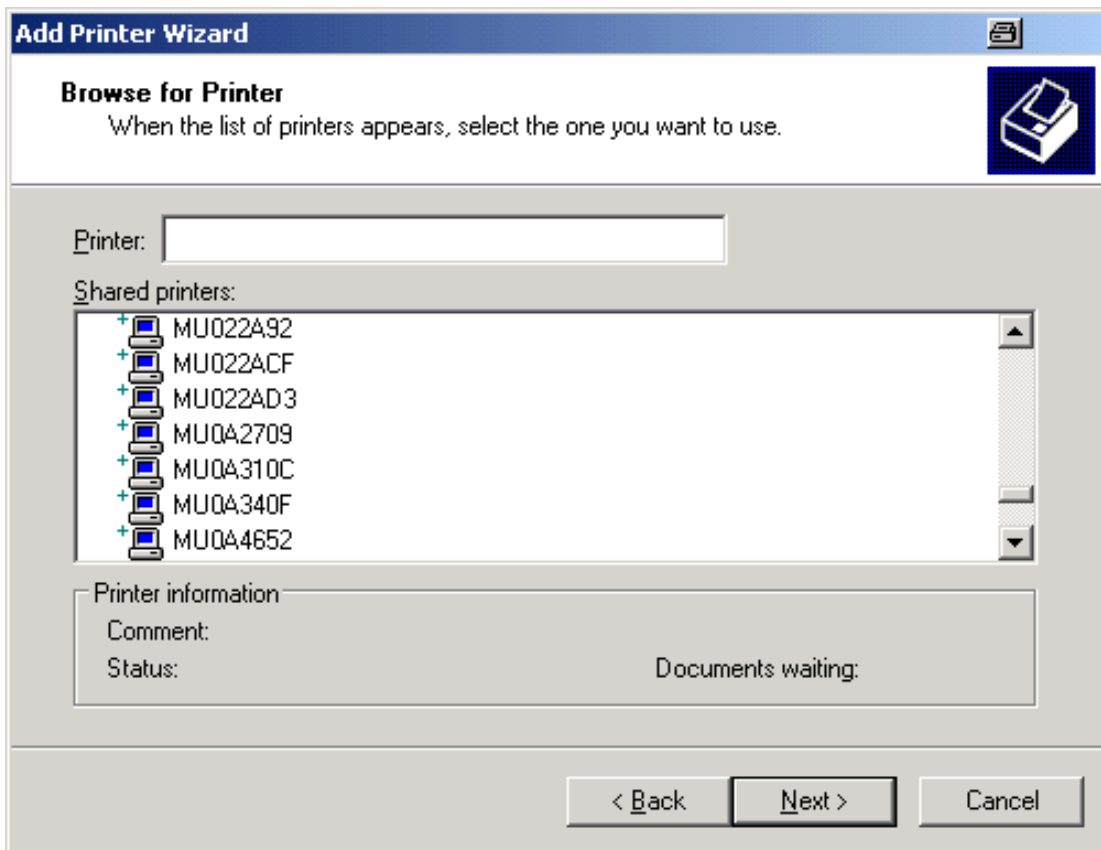 Add Printer Wizard
Browse for Printer
When the list of printers appears, select the one you want to use.
Printer:
Shared printers:
MU022A92
MU022ACF
MU022AD3
MU0A2709
MU0A310C
MU0A340F
MU0A4652
Printer information
Comment:
Status: Documents waiting:
< Back Next > Cancel